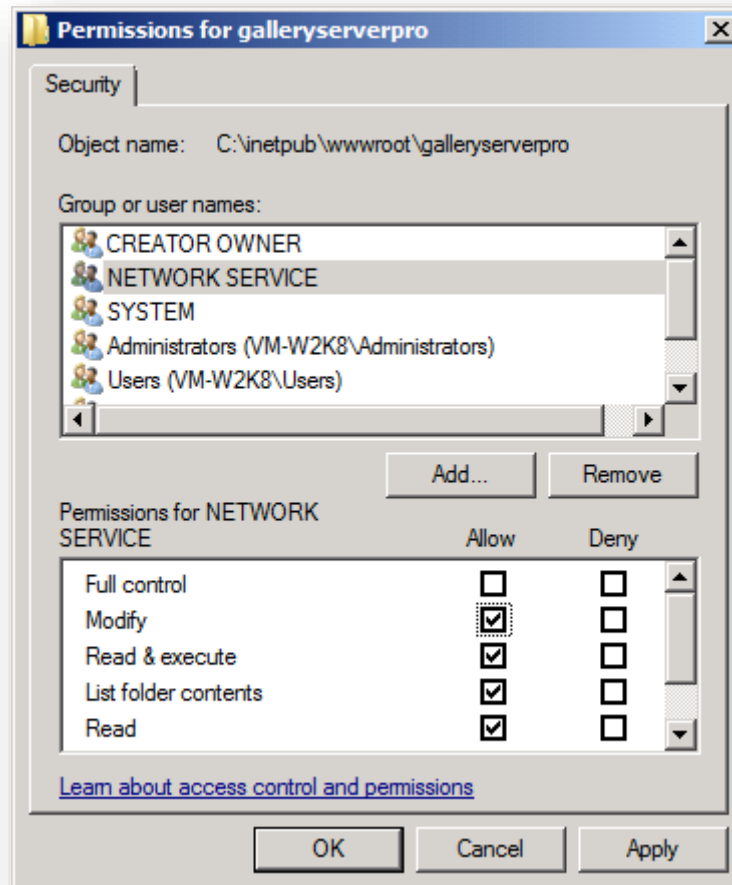 Permissions for galleryserverpro
Security
Object name: C:\inetpub\wwwroot\galleryserverpro
Group or user names:
CREATOR OWNER
NETWORK SERVICE
SYSTEM
Administrators (VM-W2K8\Administrators)
Users (VM-W2K8\Users)
Add... Remove
Permissions for NETWORK
SERVICE Allow Deny
Full control
Modify
Read & execute
List folder contents
Read
Learn about access control and permissions
OK Cancel Apply